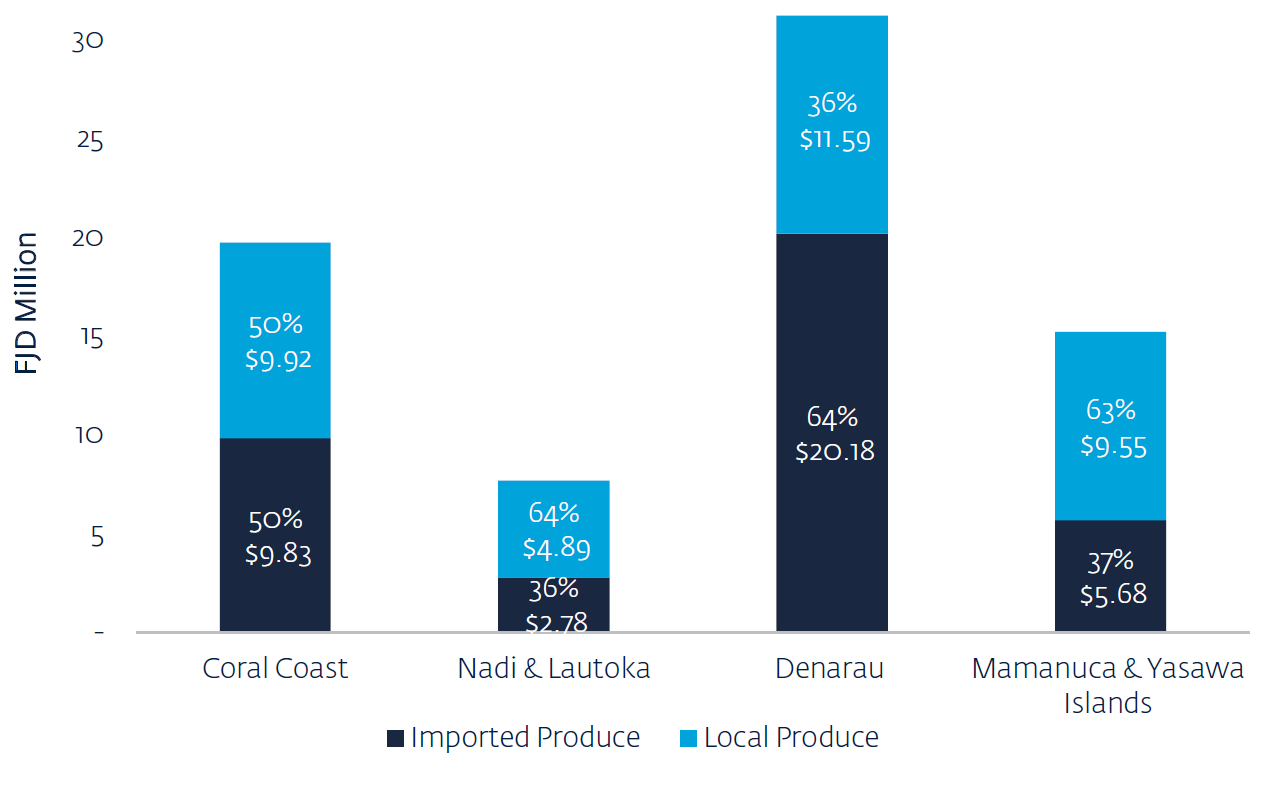 30
25
20
15
10
5
-
FJD Million
50%
$9.92
50%
$9.83
64%
$4.89
36%
$2.78
36%
$11.59
64%
$20.18
63%
$9.55
37%
$5.68
Coral Coast
Nadi & Lautoka
Denarau
Mamanuca & Yasawa
Islands
Imported Produce
Local Produce